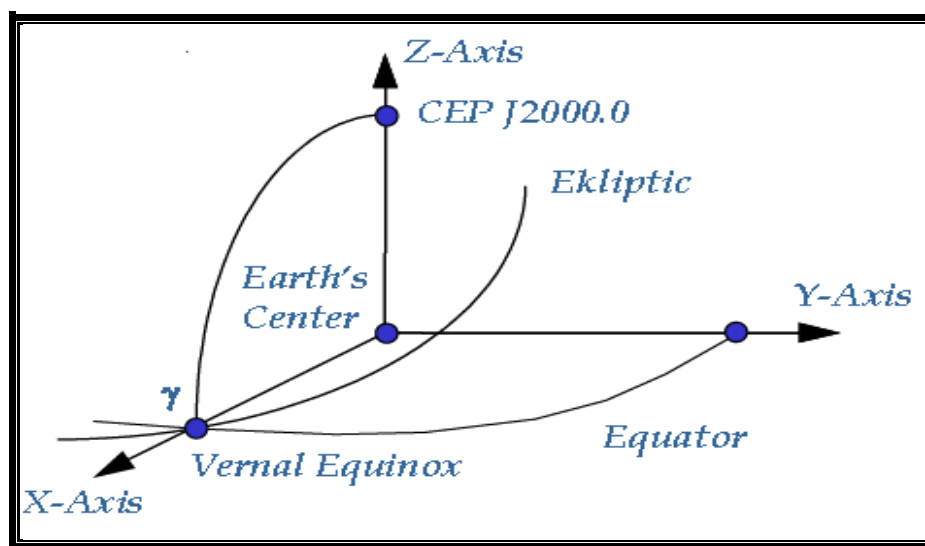 Z-Axis
CEP J2000.0
Ekliptic
Earth's
Center
Y-Axis
γ
Equator
Vernal Equinox
X-Axis